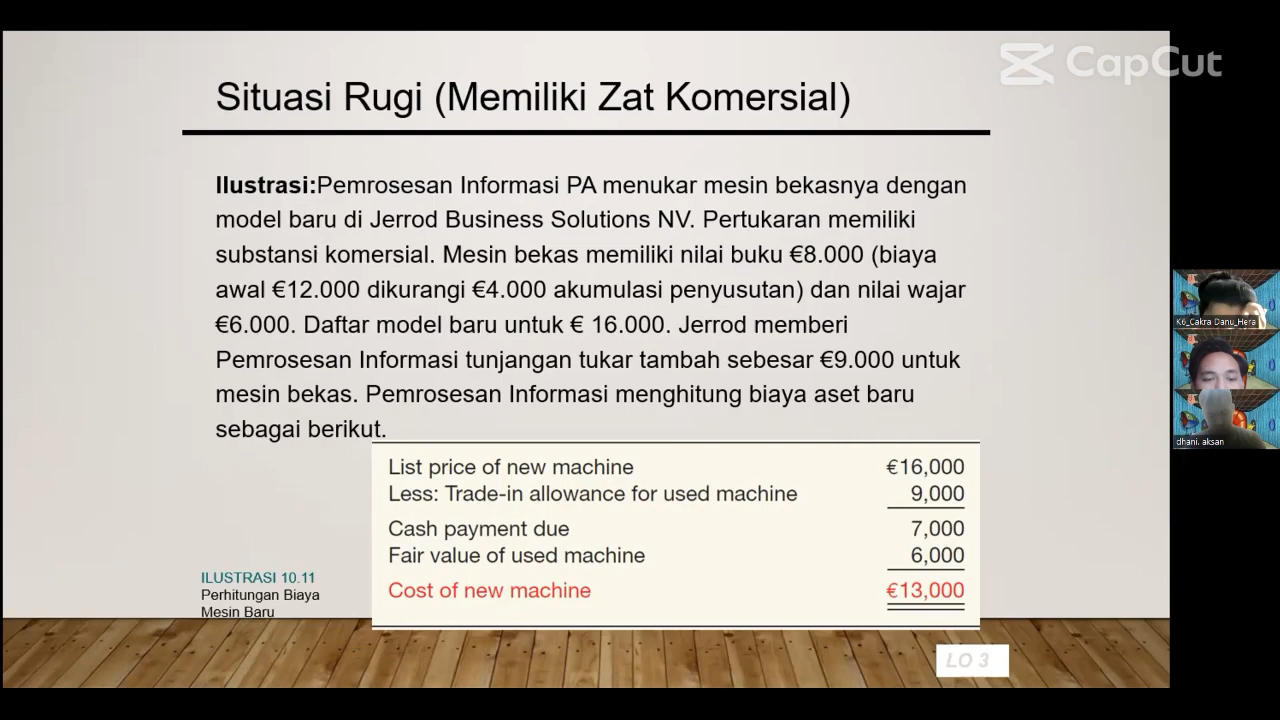 CapCut
Situasi Rugi (Memiliki Zat Komersial)
Ilustrasi:Pemrosesan Informasi PA menukar mesin bekasnya dengan
model baru di Jerrod Business Solutions NV. Pertukaran memiliki
substansi komersial. Mesin bekas memiliki nilai buku €8.000 (biaya
awal €12.000 dikurangi €4.000 akumulasi penyusutan) dan nilai wajar
€6.000. Daftar model baru untuk € 16.000. Jerrod memberi
Pemrosesan Informasi tunjangan tukar tambah sebesar €9.000 untuk
mesin bekas. Pemrosesan Informasi menghitung biaya aset baru
sebagai berikut.
List price of new machine €16,000
Less: Trade-in allowance for used machine 9,000
Cash payment due 7,000
Fair value of used machine 6,000
Cost of new machine €13,000
ILUSTRASI 10.11
Perhitungan Biaya
Mesin Baru
LO 3
K6_Cakra Danu_Hera
dhani. aksan